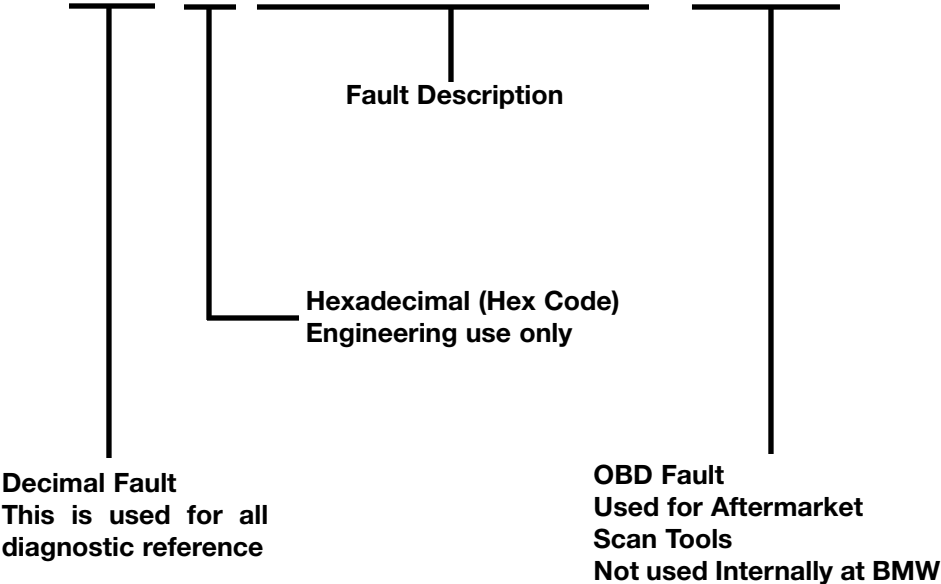 Fault Description
Hexadecimal (Hex Code)
Engineering use only
Decimal Fault
This is used for all
diagnostic reference
OBD Fault
Used for Aftermarket
Scan Tools
Not used Internally at BMW